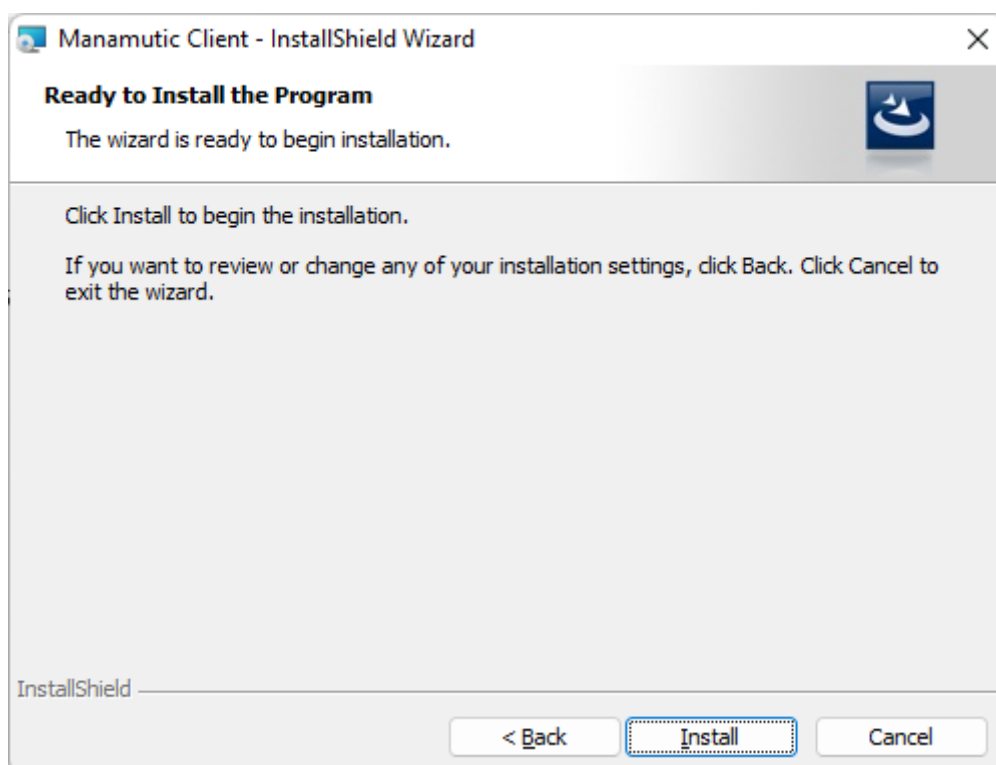 Manamutic Client - InstallShield Wizard
Ready to Install the Program
The wizard is ready to begin installation.
Click Install to begin the installation.
If you want to review or change any of your installation settings, click Back. Click Cancel to
exit the wizard.
InstallShield
< Back
Install
Cancel